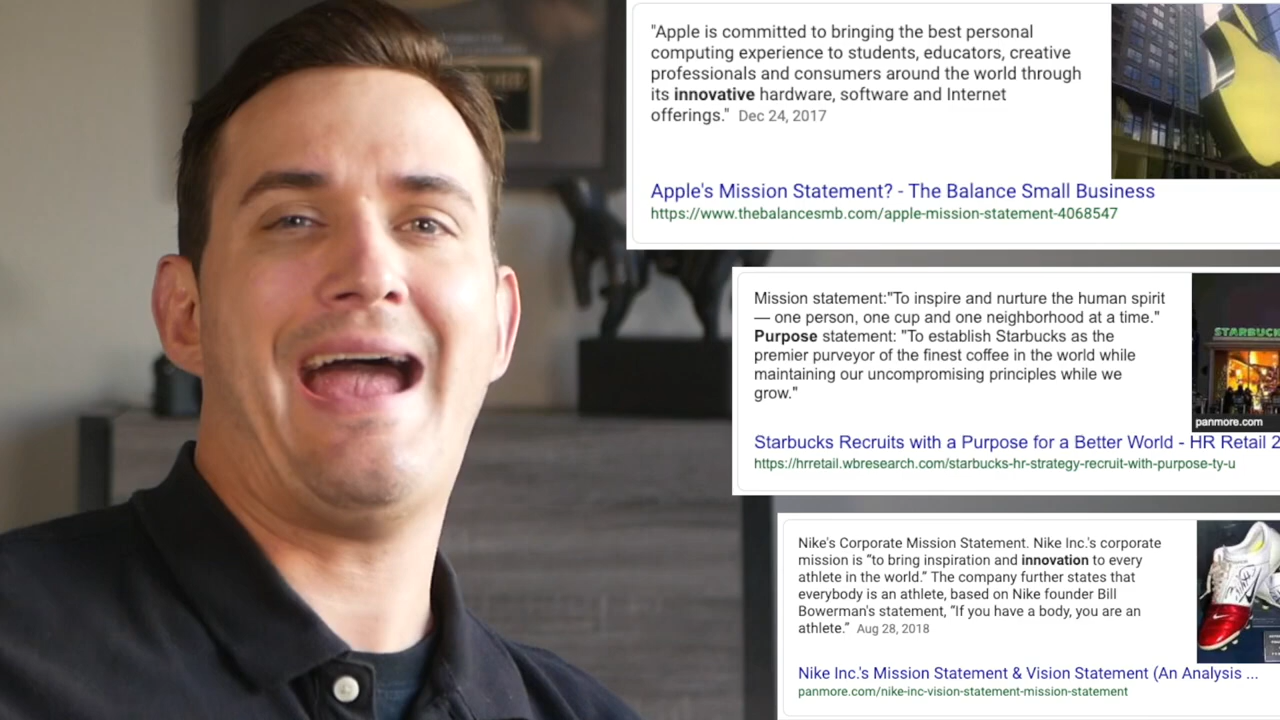 "Apple is committed to bringing the best personal
computing experience to students, educators, creative
professionals and consumers around the world through
its innovative hardware, software and Internet
offerings." Dec 24, 2017
Apple's Mission Statement? - The Balance Small Business
https://www.thebalancesmb.com/apple-mission-statement-4068547
Mission statement:"To inspire and nurture the human spirit
— one person, one cup and one neighborhood at a time."
Purpose statement: "To establish Starbucks as the
premier purveyor of the finest coffee in the world while
maintaining our uncompromising principles while we
grow."
STARBUCK
panmore.com
Starbucks Recruits with a Purpose for a Better World - HR Retail 2
https://hrretail.wbresearch.com/starbucks-hr-strategy-recruit-with-purpose-ty-u
Nike's Corporate Mission Statement. Nike Inc.'s corporate
mission is “to bring inspiration and innovation to every
athlete in the world.” The company further states that
everybody is an athlete, based on Nike founder Bill
Bowerman's statement, “If you have a body, you are an
athlete.” Aug 28, 2018
Nike Inc.'s Mission Statement & Vision Statement (An Analysis ...
panmore.com/nike-inc-vision-statement-mission-statement